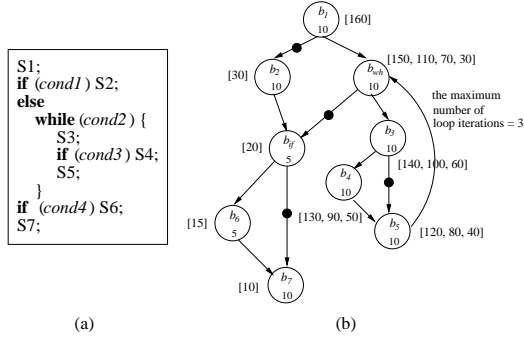 S1;
if (cond1) S2;
else
while (cond2) {
S3;
if (cond3) S4;
S5;
}
if (cond4) S6;
S7;
(a)
b1
[160]
b2
10
[30]
bwh
10
[150, 110, 70, 30]
the maximum
number of
loop iterations = 3
b3
10
[140, 100, 60]
bif
5
[20]
b4
10
[130, 90, 50]
b5
10
[120, 80, 40]
b6
5
[15]
b7
10
[10]
10
(b)